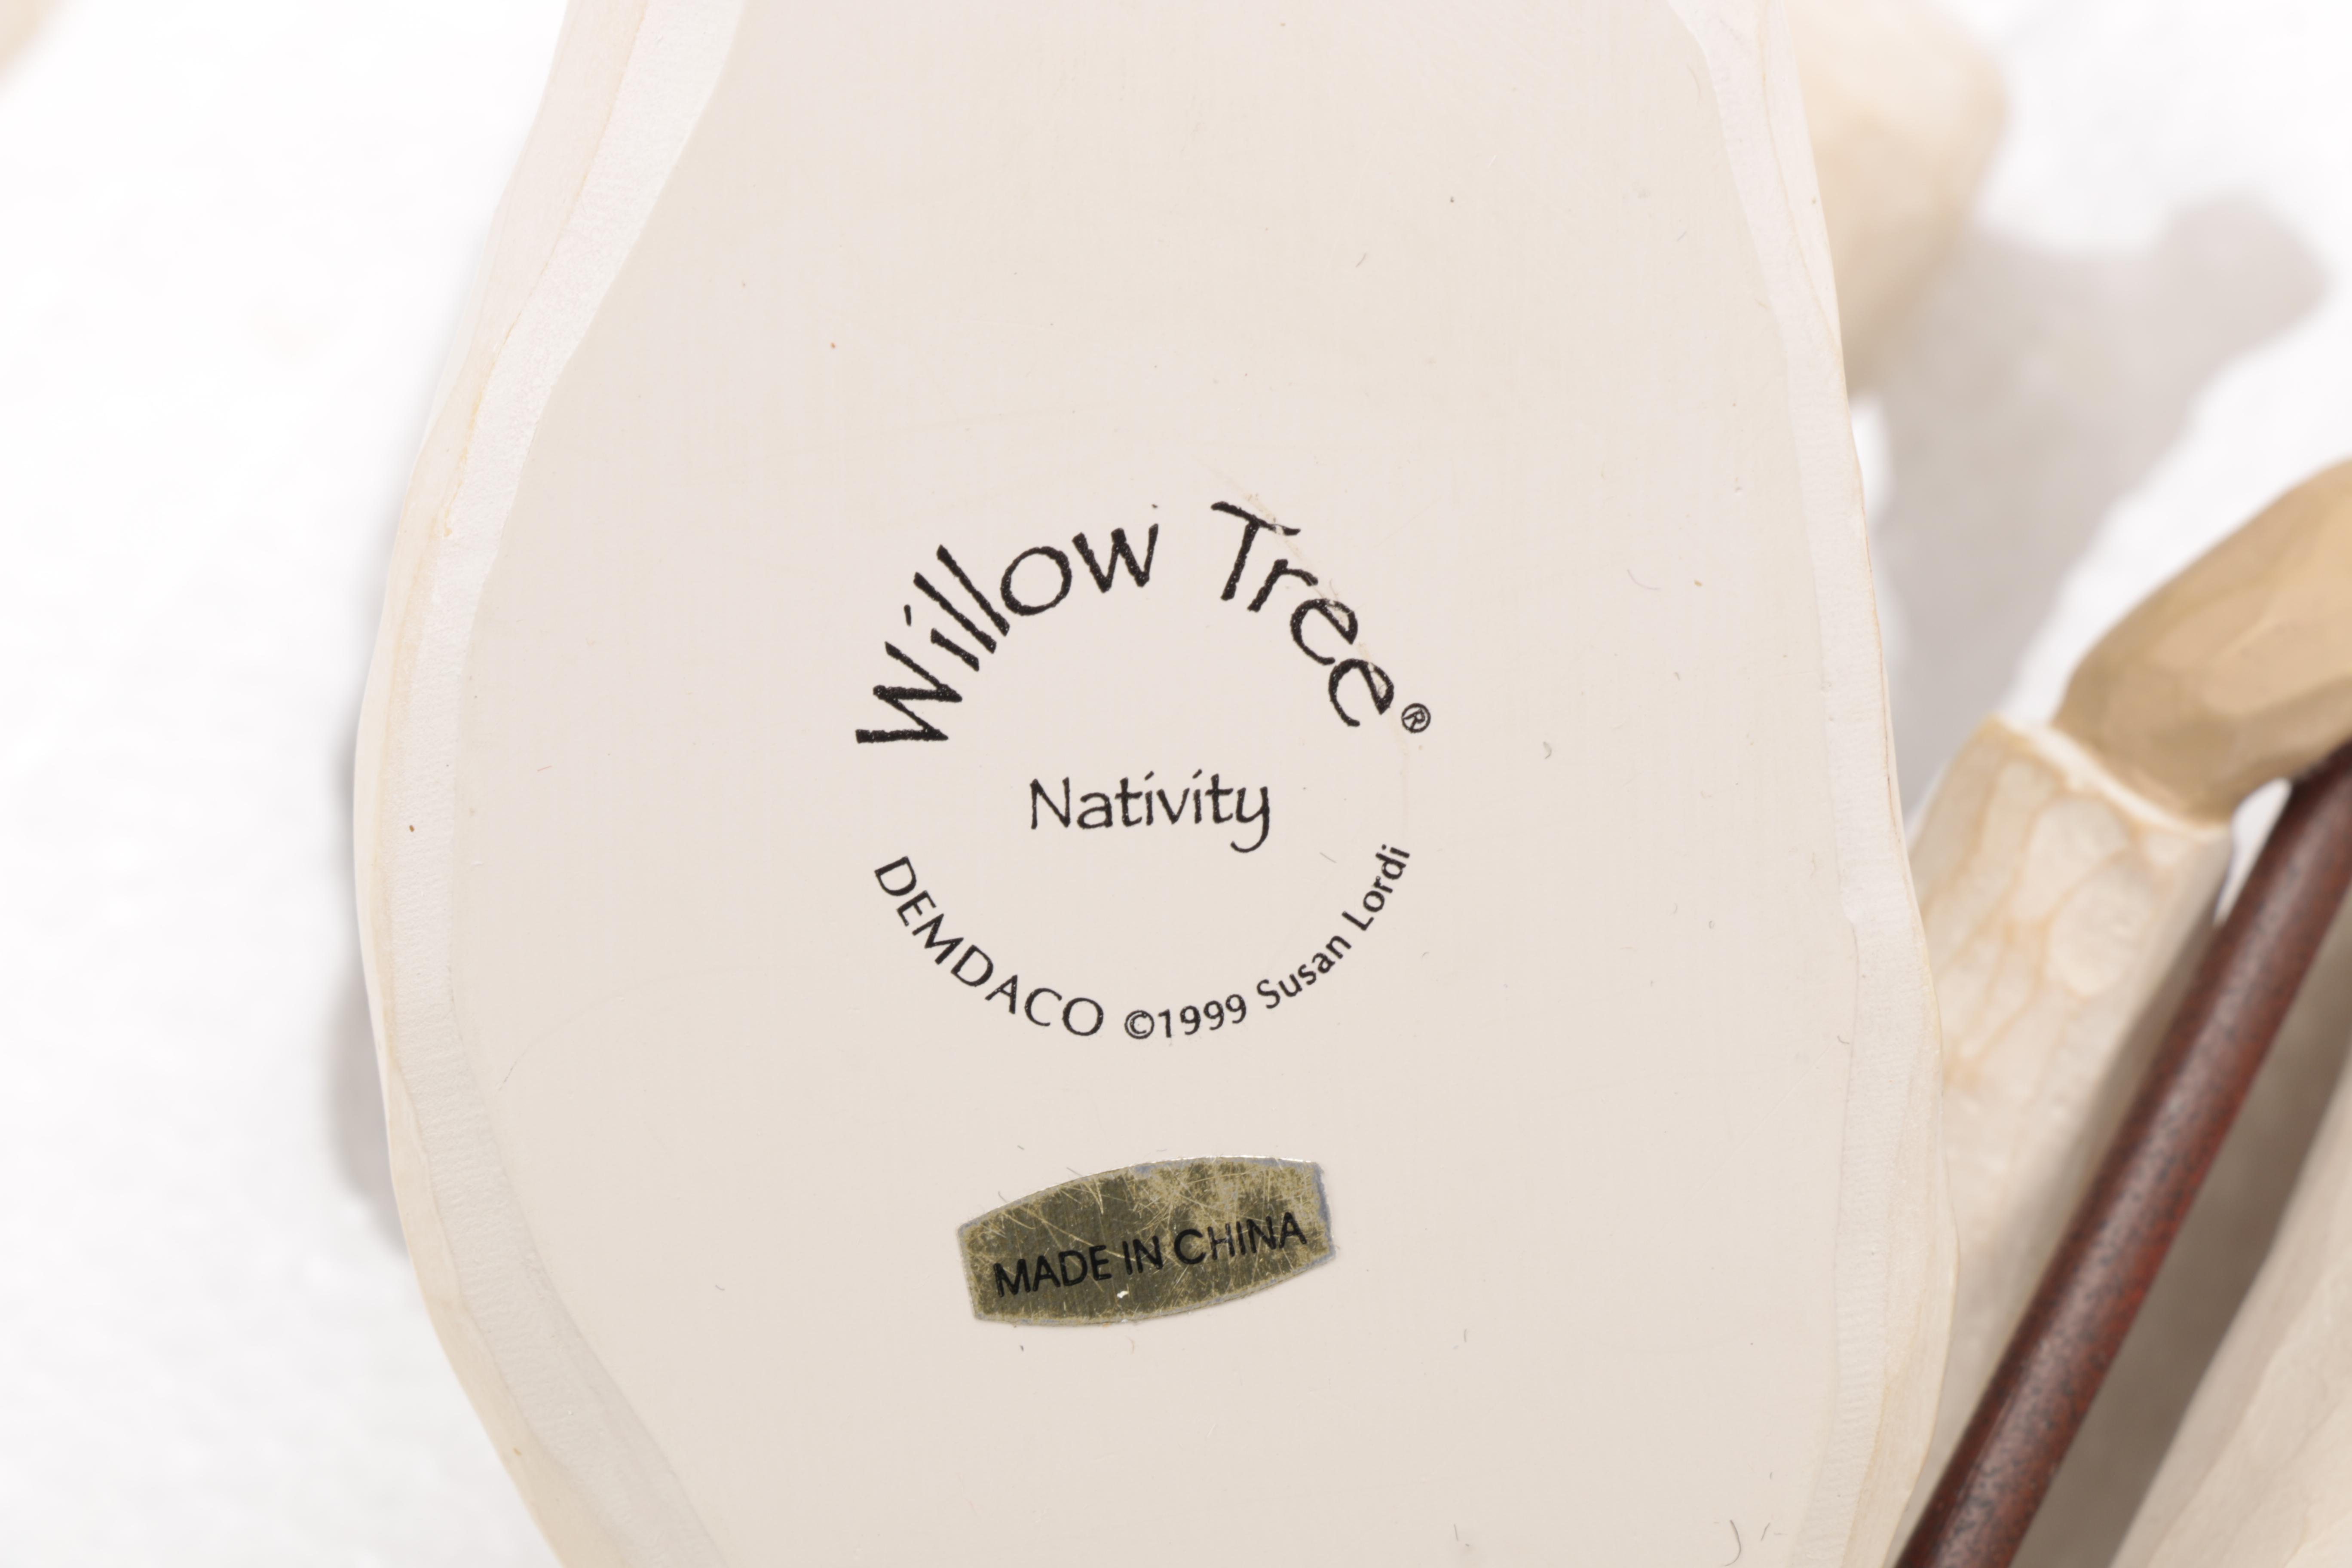 Willow Tree®
Nativity
DEMDACO ©1999 Susan Lordi
MADE IN CHINA